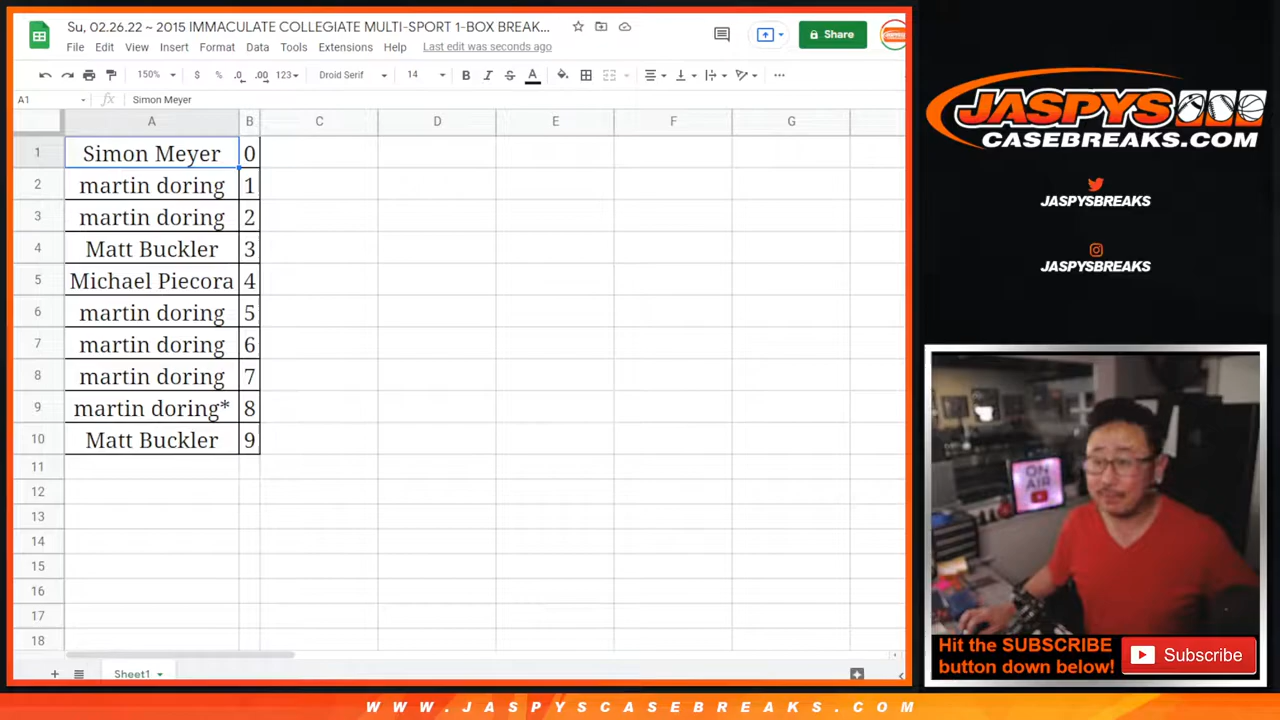 Su, 02.26.22 ~ 2015 IMMACULATE COLLEGIATE MULTI-SPORT 1-BOX BREAK...
File Edit View Insert Format Data Tools Extensions Help Last edit was seconds ago
Share
150% $ % .0 .00 123 Droid Serif 14 B I S A
A1 fx Simon Meyer
A B C D E F G
1 Simon Meyer 0
2 martin doring 1
3 martin doring 2
4 Matt Buckler 3
5 Michael Piecora 4
6 martin doring 5
7 martin doring 6
8 martin doring 7
9 martin doring* 8
10 Matt Buckler 9
11
12
13
14
15
16
17
18
Sheet1
JASPYS
CASEBREAKS.COM
JASPYSBREAKS
JASPYSBREAKS
ON
AIR
Hit the SUBSCRIBE
button down below!
Subscribe
WWW.JASPYSCASEBREAKS.COM